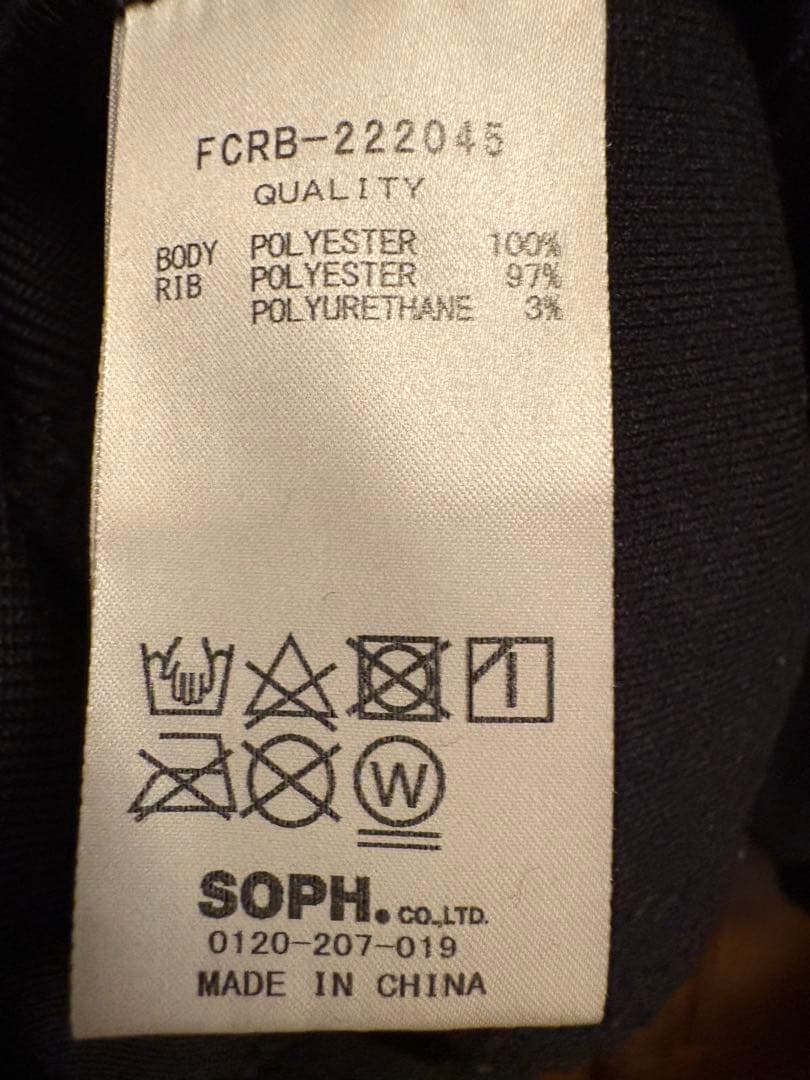 FCRB-222045
QUALITY
BODY POLYESTER 100%
RIB POLYESTER 97%
POLYURETHANE 3%
W
SOPH. CO.,LTD.
0120-207-019
MADE IN CHINA